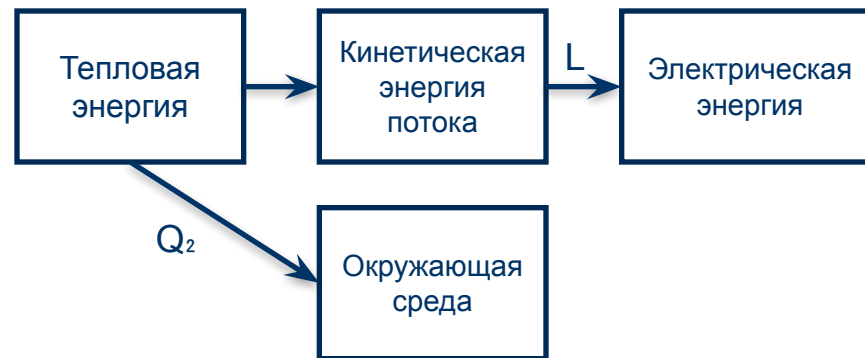 Тепловая
энергия
Кинетическая
энергия
потока
L
Электрическая
энергия
Q₂
Окружающая
среда